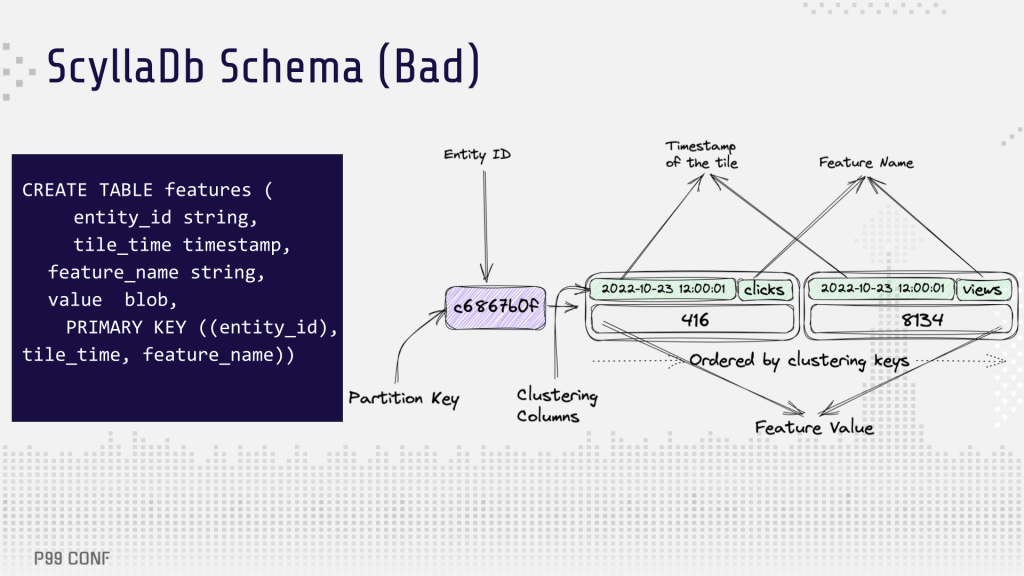 ScyllaDb Schema (Bad)
CREATE TABLE features (
entity_id string,
tile_time timestamp,
feature_name string,
value  blob,
PRIMARY KEY ((entity_id),
tile_time, feature_name))
Entity ID
Timestamp
of the tile
Feature Name
c6867b0f
2022-10-23 12:00:01
clicks
2022-10-23 12:00:01
views
416
8134
Ordered by clustering keys
Partition Key
Clustering
Columns
Feature Value
P99 CONF